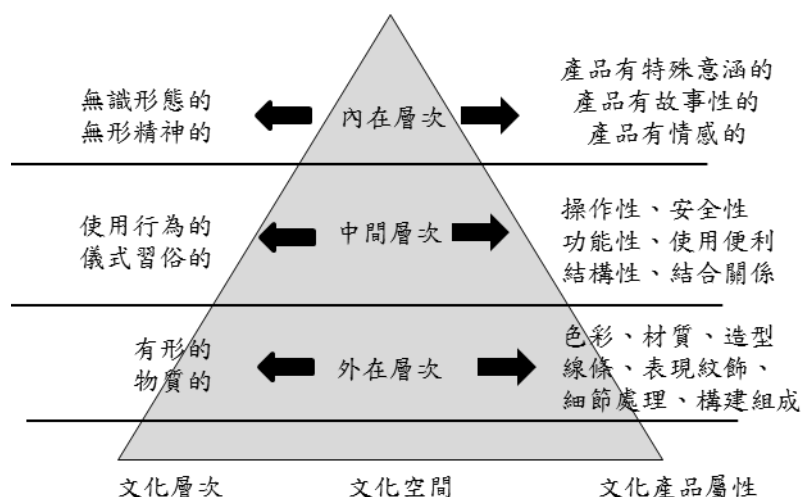 無識形態的
無形精神的
內在層次
產品有特殊意涵的
產品有故事性的
產品有情感的
使用行為的
儀式習俗的
中間層次
操作性、安全性
功能性、使用便利
結構性、結合關係
有形的
物質的
外在層次
色彩、材質、造型
線條、表現紋飾、
細節處理、構建組成
文化層次
文化空間
文化產品屬性